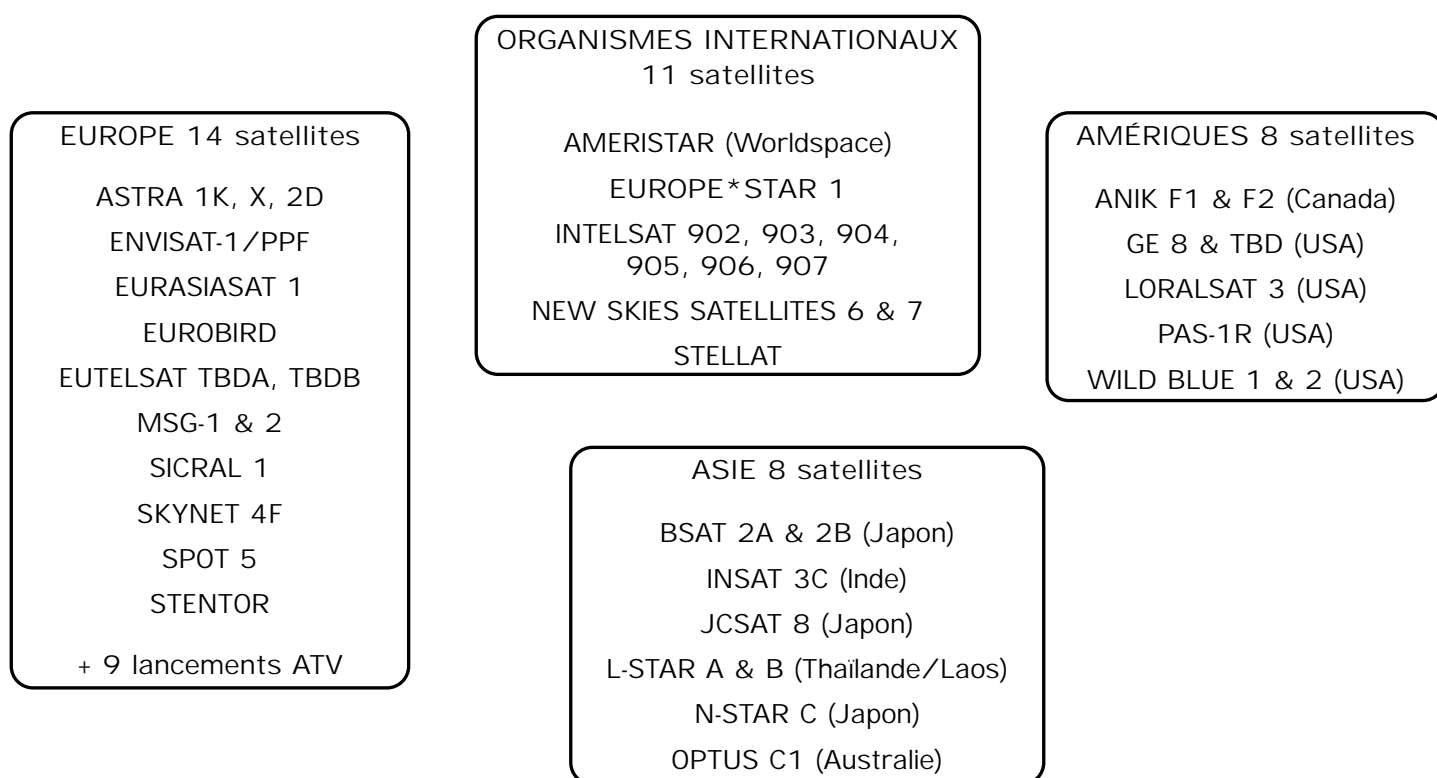 ORGANISMES INTERNATIONAUX
11 satellites
AMERISTAR (Worldspace)
EUROPE*STAR 1
INTELSAT 902, 903, 904,
905, 906, 907
NEW SKIES SATELLITES 6 & 7
STELLAT
EUROPE 14 satellites
ASTRA 1K, X, 2D
ENVISAT-1/PPF
EURASIASAT 1
EUROBIRD
EUTELSAT TBDA, TBDB
MSG-1 & 2
SICRAL 1
SKYNET 4F
SPOT 5
STENTOR
+ 9 lancements ATV
AMÉRIQUES 8 satellites
ANIK F1 & F2 (Canada)
GE 8 & TBD (USA)
LORALSAT 3 (USA)
PAS-1R (USA)
WILD BLUE 1 & 2 (USA)
ASIE 8 satellites
BSAT 2A & 2B (Japon)
INSAT 3C (Inde)
JCSAT 8 (Japon)
L-STAR A & B (Thaïlande/Laos)
N-STAR C (Japon)
OPTUS C1 (Australie)